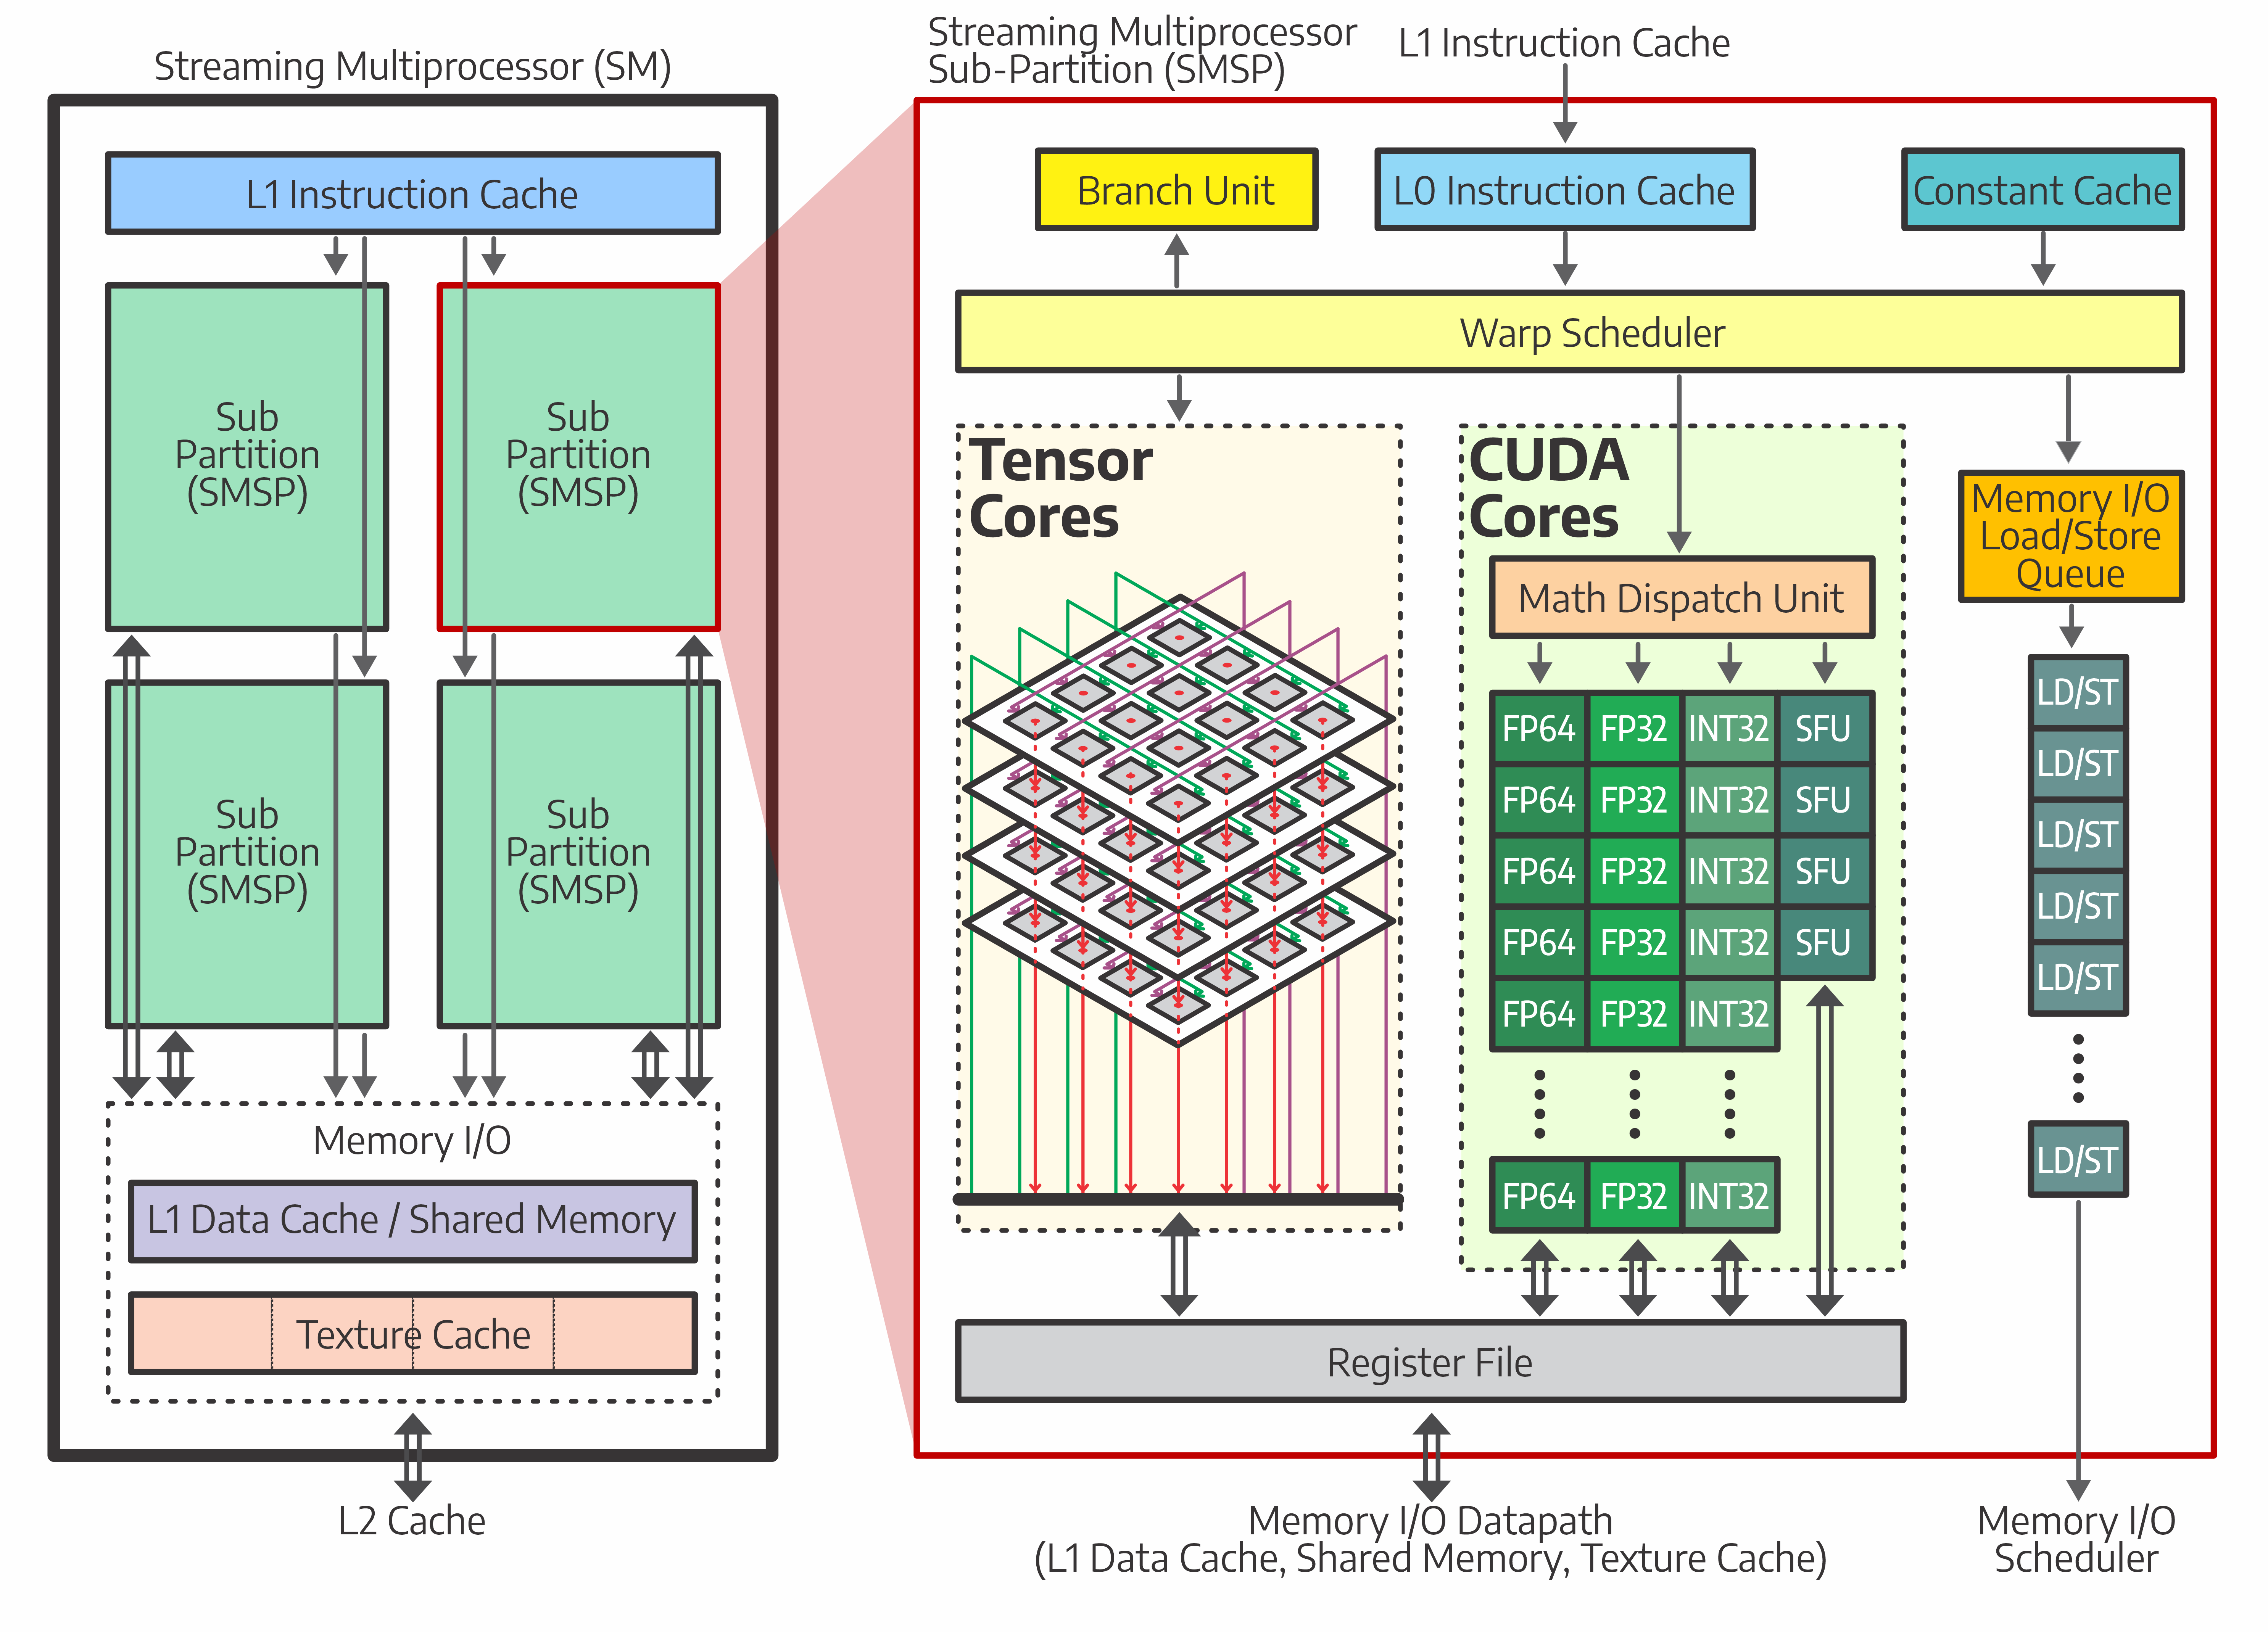 Streaming Multiprocessor (SM)
L1 Instruction Cache
Sub
Partition
(SMSP)
Sub
Partition
(SMSP)
Sub
Partition
(SMSP)
Sub
Partition
(SMSP)
Memory I/O
L1 Data Cache / Shared Memory
Texture Cache
L2 Cache
Streaming Multiprocessor
Sub-Partition (SMSP)
L1 Instruction Cache
Branch Unit
L0 Instruction Cache
Constant Cache
Warp Scheduler
Tensor
Cores
CUDA
Cores
Math Dispatch Unit
FP64 FP32 INT32 SFU
FP64 FP32 INT32 SFU
FP64 FP32 INT32 SFU
FP64 FP32 INT32 SFU
FP64 FP32 INT32
FP64 FP32 INT32
Memory I/O
Load/Store
Queue
LD/ST
LD/ST
LD/ST
LD/ST
LD/ST
LD/ST
Register File
Memory I/O Datapath
(L1 Data Cache, Shared Memory, Texture Cache)
Memory I/O
Scheduler